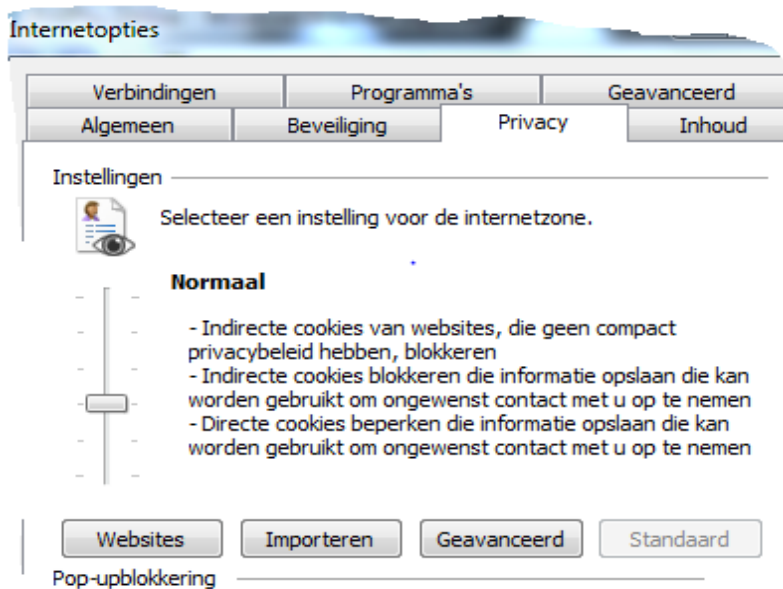 Internetopties
Verbindingen Programma's Geavanceerd
Algemeen Beveiliging Privacy Inhoud
Instellingen
Selecteer een instelling voor de internetzone.
Normaal
- Indirecte cookies van websites, die geen compact
privacybeleid hebben, blokkeren
- Indirecte cookies blokkeren die informatie opslaan die kan
worden gebruikt om ongewenst contact met u op te nemen
- Directe cookies beperken die informatie opslaan die kan
worden gebruikt om ongewenst contact met u op te nemen
Websites Importeren Geavanceerd Standaard
Pop-upblokkering